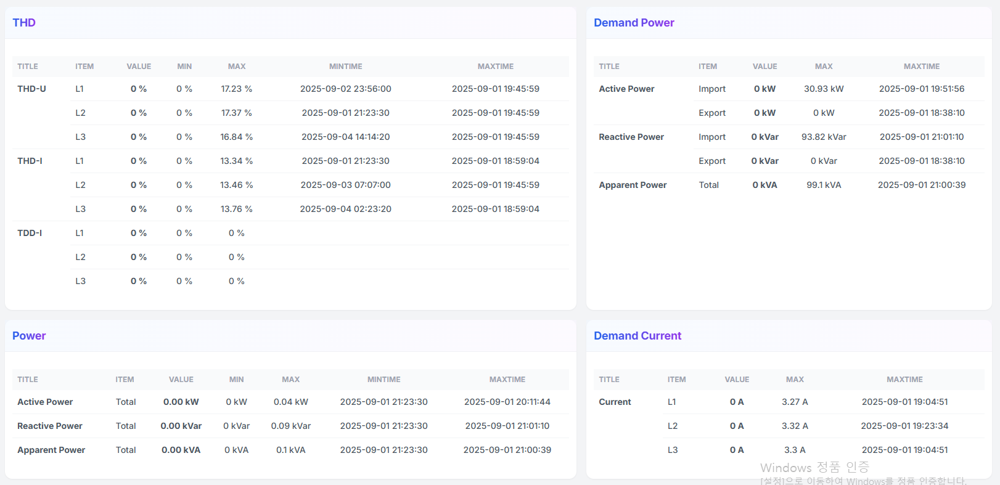 THD
TITLE ITEM VALUE MIN MAX MINTIME MAXTIME
THD-U L1 0 % 0 % 17.23 % 2025-09-02 23:56:00 2025-09-01 19:45:59
L2 0 % 0 % 17.37 % 2025-09-01 21:23:30 2025-09-01 19:45:59
L3 0 % 0 % 16.84 % 2025-09-04 14:14:20 2025-09-01 19:45:59
THD-I L1 0 % 0 % 13.34 % 2025-09-01 21:23:30 2025-09-01 18:59:04
L2 0 % 0 % 13.46 % 2025-09-03 07:07:00 2025-09-01 19:45:59
L3 0 % 0 % 13.76 % 2025-09-04 02:23:20 2025-09-01 18:59:04
TDD-I L1 0 % 0 % 0 %
L2 0 % 0 % 0 %
L3 0 % 0 % 0 %
Demand Power
TITLE ITEM VALUE MAX MAXTIME
Active Power Import 0 kW 30.93 kW 2025-09-01 19:51:56
Export 0 kW 0 kW 2025-09-01 18:38:10
Reactive Power Import 0 kVar 93.82 kVar 2025-09-01 21:01:10
Export 0 kVar 0 kVar 2025-09-01 18:38:10
Apparent Power Total 0 kVA 99.1 kVA 2025-09-01 21:00:39
Power
TITLE ITEM VALUE MIN MAX MINTIME MAXTIME
Active Power Total 0.00 kW 0 kW 0.04 kW 2025-09-01 21:23:30 2025-09-01 20:11:44
Reactive Power Total 0.00 kVar 0 kVar 0.09 kVar 2025-09-01 21:23:30 2025-09-01 21:01:10
Apparent Power Total 0.00 kVA 0 kVA 0.1 kVA 2025-09-01 21:23:30 2025-09-01 21:00:39
Demand Current
TITLE ITEM VALUE MAX MAXTIME
Current L1 0 A 3.27 A 2025-09-01 19:04:51
L2 0 A 3.32 A 2025-09-01 19:23:34
L3 0 A 3.3 A 2025-09-01 19:04:51
Windows 정품 인증
[설정]으로 이동하여 Windows를 정품 인증합니다.